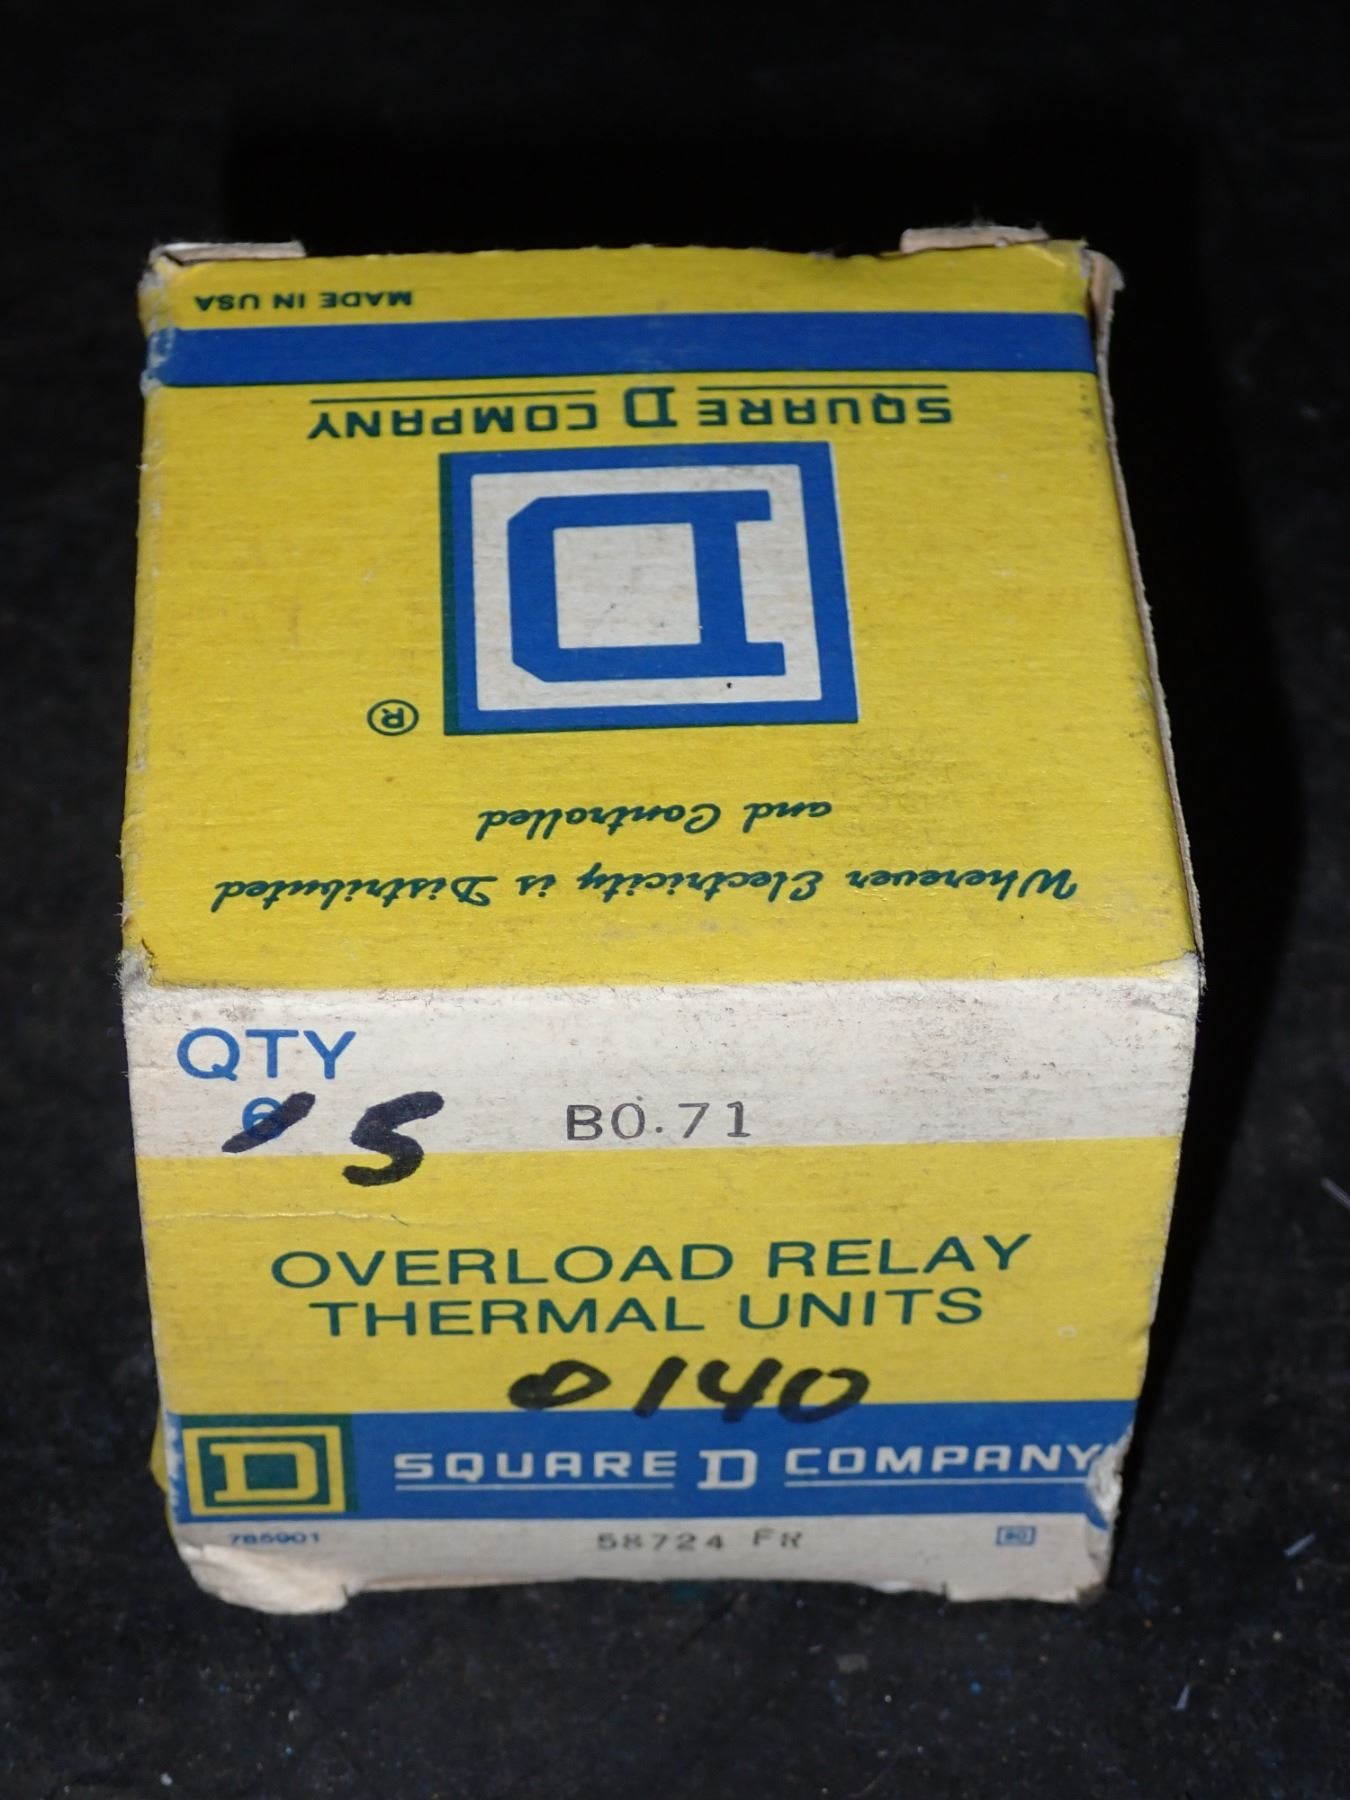 MADE IN USA
SQUARE D COMPANY
D
®
Wherever Electricity is Distributed
and Controlled
QTY
6 5 B0.71
OVERLOAD RELAY
THERMAL UNITS
0140
D SQUARE D COMPANY
785901 58724 FR